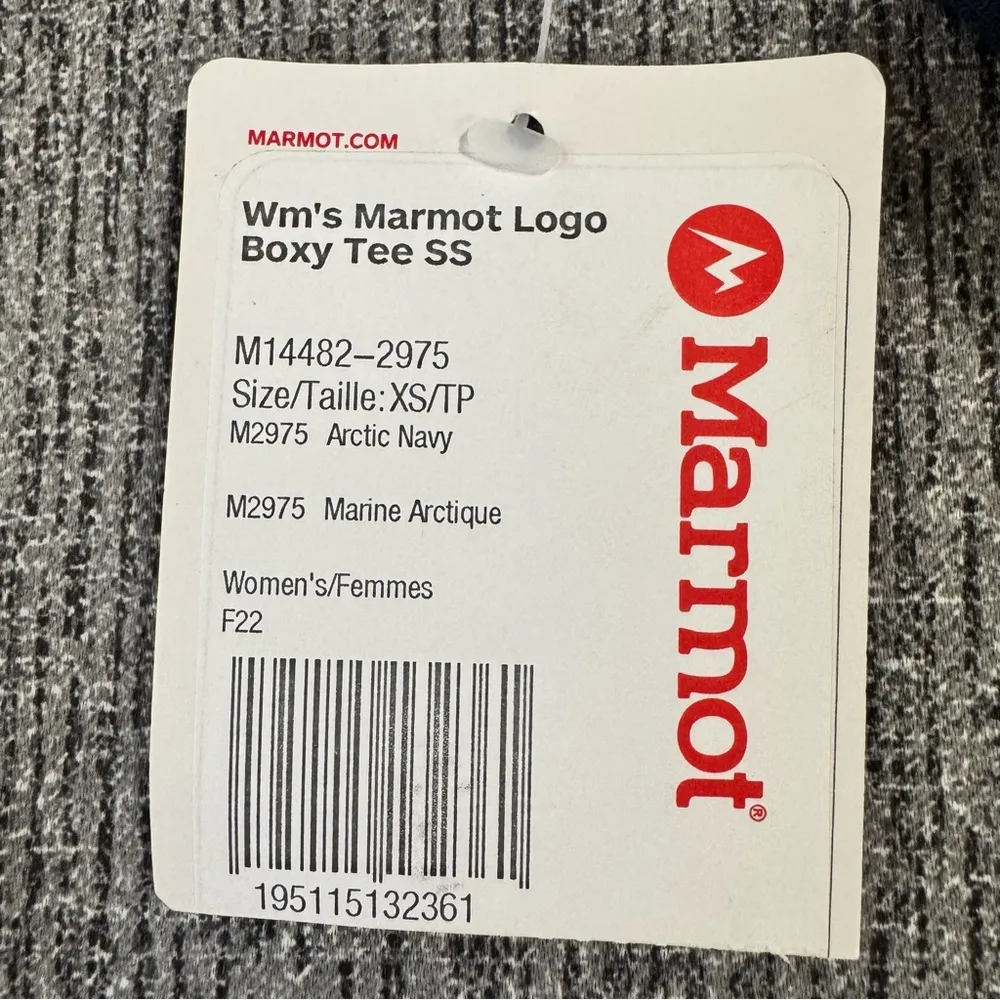 MARMOT.COM
Wm's Marmot Logo
Boxy Tee SS
M14482-2975
Size/Taille: XS/TP
M2975 Arctic Navy
M2975 Marine Arctique
Women's/Femmes
F22
195115132361
Marmot®